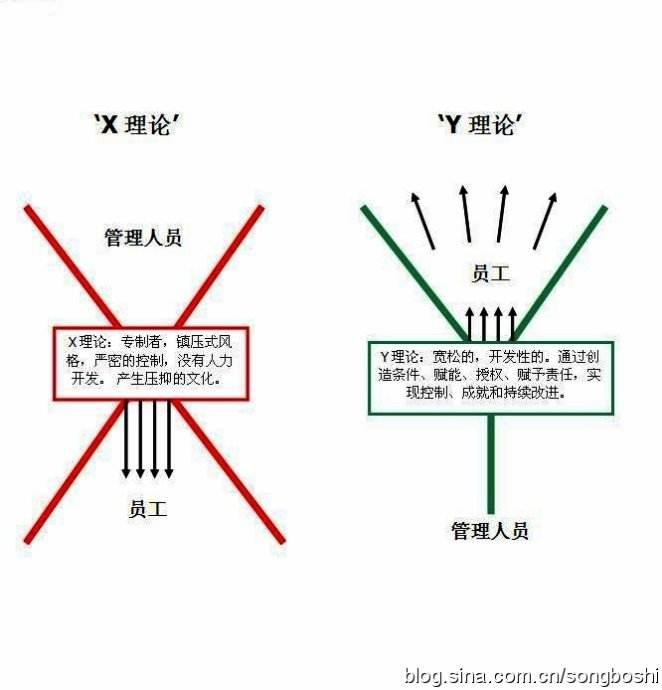 ‘X 理论’
管理人员
X理论：专制者，镇压式风
格，严密的控制，没有人力
开发。 产生压抑的文化。
员工
‘Y 理论’
员工
Y理论：宽松的，开发性的。通过创
造条件、赋能、授权、赋予责任，实
现控制、成就和持续改进。
管理人员
blog.sina.com.cn/songboshi